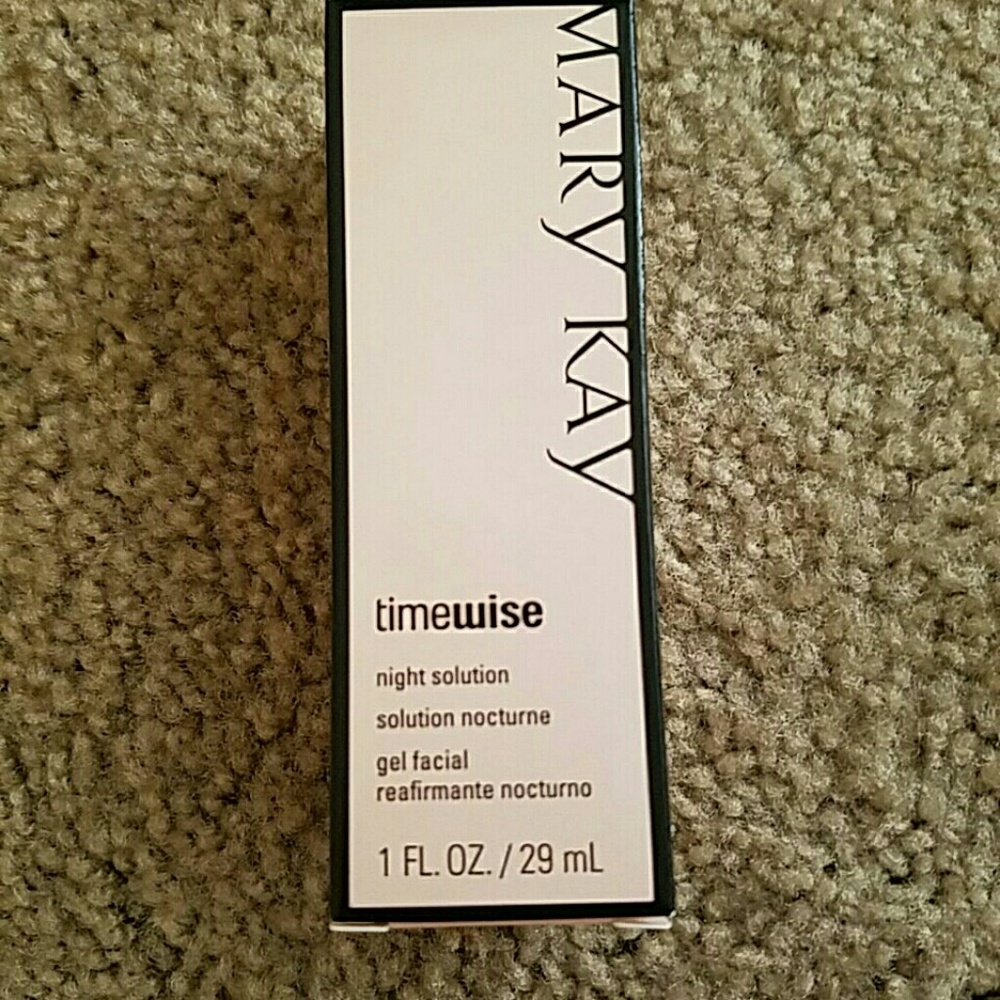 MARY KAY
timewise
night solution
solution nocturne
gel facial
reafirmante nocturno
1 FL. OZ. / 29 mL